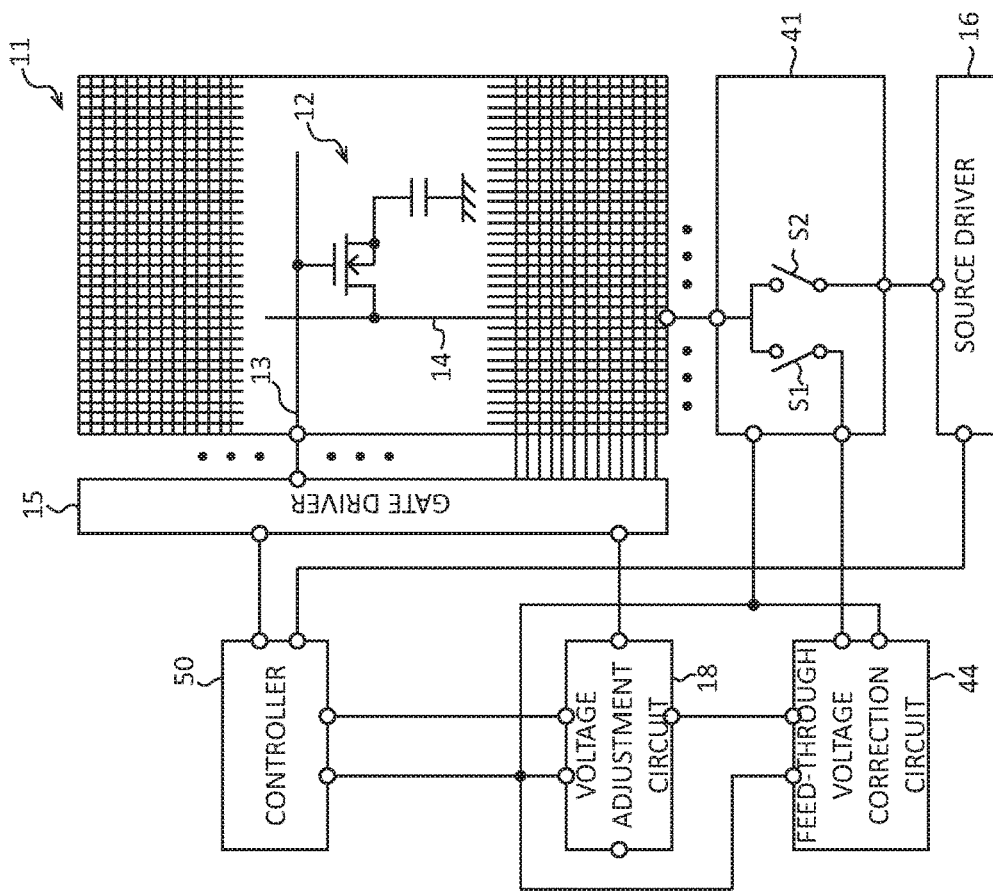 11
12
13
14
15
GATE DRIVER
50
CONTROLLER
VOLTAGE
ADJUSTMENT
CIRCUIT
18
FEED-THROUGH
VOLTAGE
CORRECTION
CIRCUIT
44
41
S1
S2
16
SOURCE DRIVER